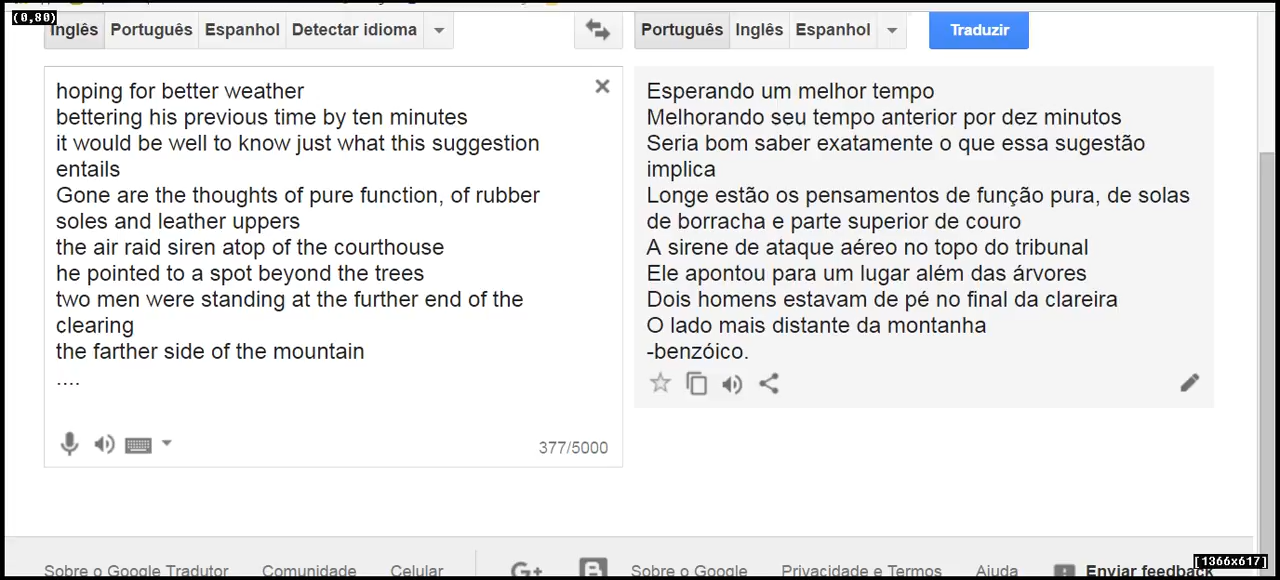 (0,80)
Inglês Português Espanhol Detectar idioma
Português Inglês Espanhol
Traduzir
hoping for better weather
bettering his previous time by ten minutes
it would be well to know just what this suggestion
entails
Gone are the thoughts of pure function, of rubber
soles and leather uppers
the air raid siren atop of the courthouse
he pointed to a spot beyond the trees
two men were standing at the further end of the
clearing
the farther side of the mountain
....
377/5000
Esperando um melhor tempo
Melhorando seu tempo anterior por dez minutos
Seria bom saber exatamente o que essa sugestão
implica
Longe estão os pensamentos de função pura, de solas
de borracha e parte superior de couro
A sirene de ataque aéreo no topo do tribunal
Ele apontou para um lugar além das árvores
Dois homens estavam de pé no final da clareira
O lado mais distante da montanha
-benzóico.
[1366x617]
Sobre o Google Tradutor Comunidade Celular G+ B Sobre o Google Privacidade e Termos Ajuda Enviar feedback